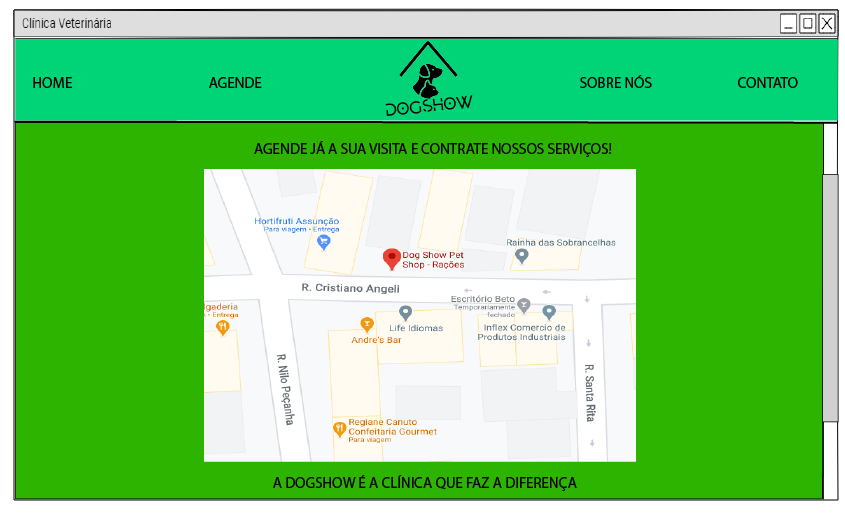 Clínica Veterinária
HOME
AGENDE
DOGSHOW
SOBRE NÓS
CONTATO
AGENDE JÁ A SUA VISITA E CONTRATE NOSSOS SERVIÇOS!
Hortifruti Assunção
Para viagem - Entrega
Rainha das Sobrancelhas
Dog Show Pet
Shop - Rações
R. Cristiano Angeli
Escritório Beto
Temporariamente
fechado
gaderia
- Entrega
Life Idiomas
Inflex Comercio de
Produtos Industriais
Andre's Bar
R. Nilo Peçanha
R. Santa Rita
Regiane Canuto
Confeitaria Gourmet
Para viagem
A DOGSHOW É A CLÍNICA QUE FAZ A DIFERENÇA